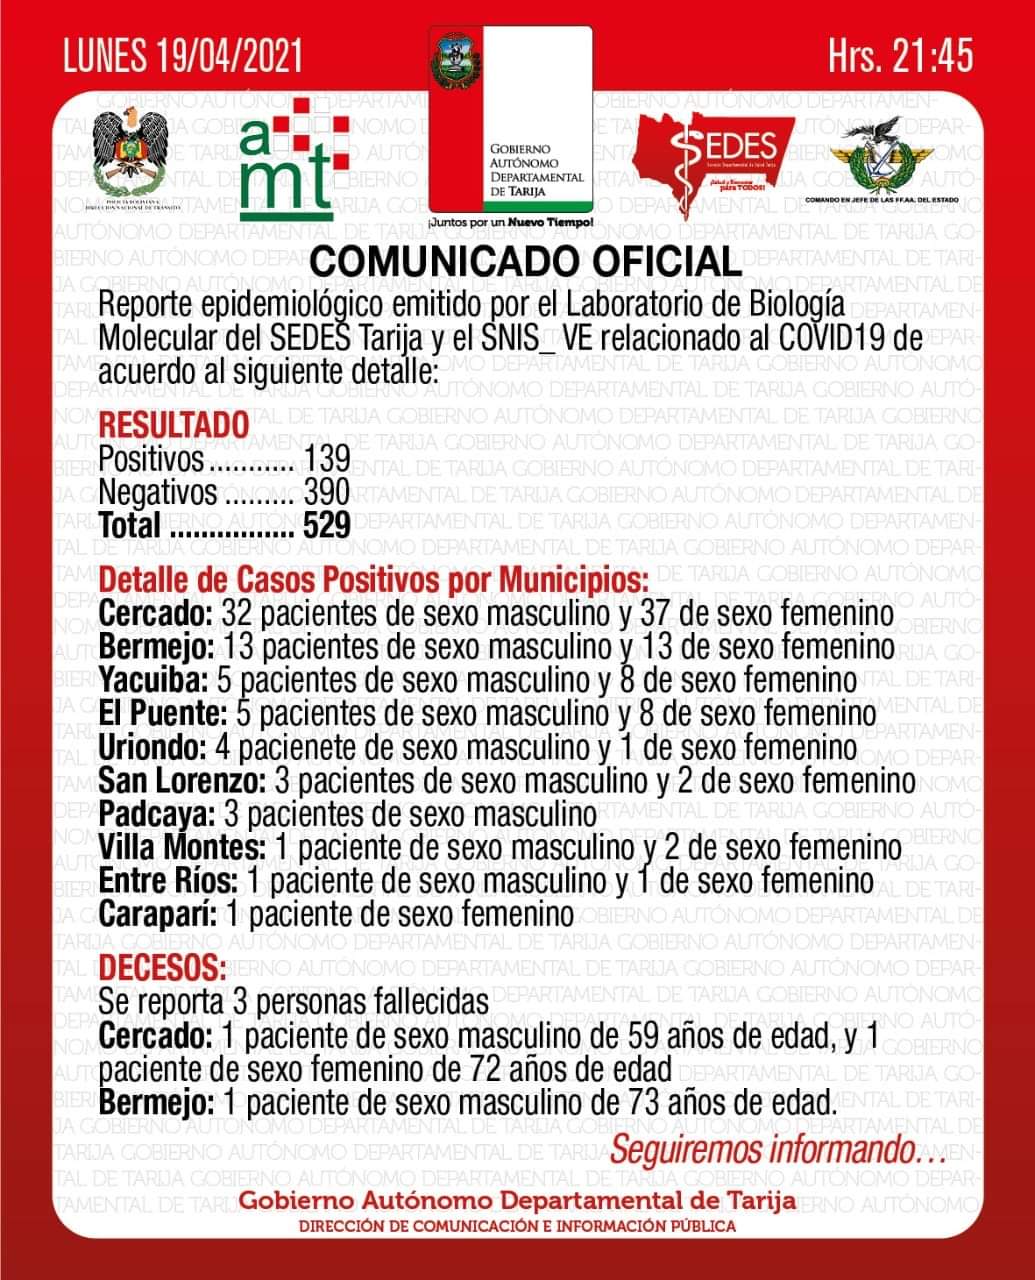 LUNES 19/04/2021
Hrs. 21:45
POLICÍA BOLIVIANA
DIRECCIÓN NACIONAL DE TRÁNSITO
a
mt
GOBIERNO
AUTÓNOMO
DEPARTAMENTAL
DE TARIJA
¡Juntos por un Nuevo Tiempo!
SEDES
Servicio Departamental de Salud Tarija
¡Salud y Bienestar
para TODOS!
COMANDO EN JEFE DE LAS FF.AA. DEL ESTADO
COMUNICADO OFICIAL
Reporte epidemiológico emitido por el Laboratorio de Biología
Molecular del SEDES Tarija y el SNIS_ VE relacionado al COVID19 de
acuerdo al siguiente detalle:
RESULTADO
Positivos ........... 139
Negativos ......... 390
Total ................. 529
Detalle de Casos Positivos por Municipios:
Cercado: 32 pacientes de sexo masculino y 37 de sexo femenino
Bermejo: 13 pacientes de sexo masculino y 13 de sexo femenino
Yacuiba: 5 pacientes de sexo masculino y 8 de sexo femenino
El Puente: 5 pacientes de sexo masculino y 8 de sexo femenino
Uriondo: 4 pacienete de sexo masculino y 1 de sexo femenino
San Lorenzo: 3 pacientes de sexo masculino y 2 de sexo femenino
Padcaya: 3 pacientes de sexo masculino
Villa Montes: 1 paciente de sexo masculino y 2 de sexo femenino
Entre Ríos: 1 paciente de sexo masculino y 1 de sexo femenino
Caraparí: 1 paciente de sexo femenino
DECESOS:
Se reporta 3 personas fallecidas
Cercado: 1 paciente de sexo masculino de 59 años de edad, y 1
paciente de sexo femenino de 72 años de edad
Bermejo: 1 paciente de sexo masculino de 73 años de edad.
Seguiremos informando...
Gobierno Autónomo Departamental de Tarija
DIRECCIÓN DE COMUNICACIÓN E INFORMACIÓN PÚBLICA